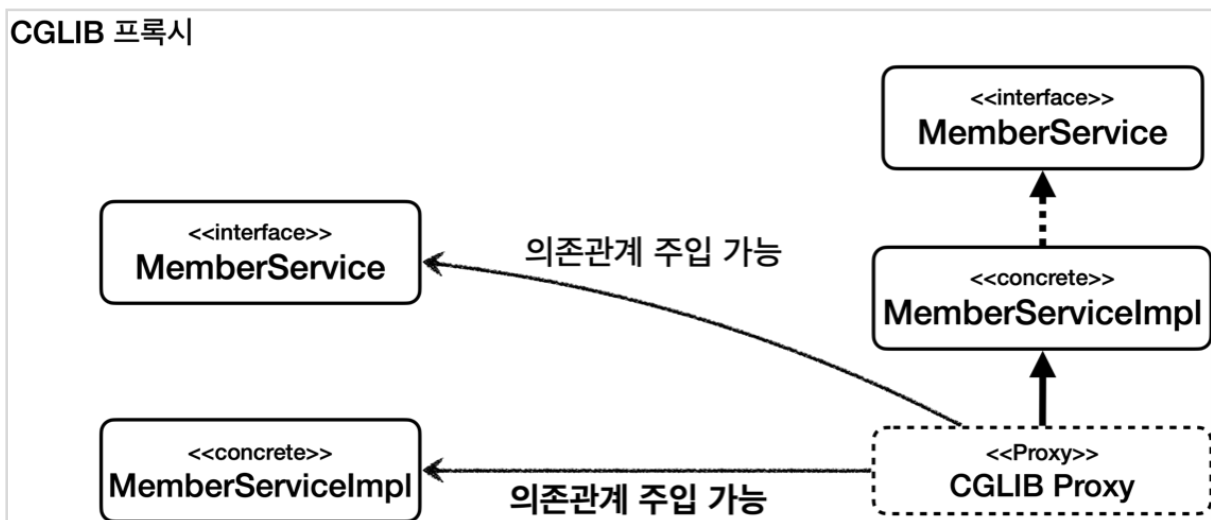 CGLIB 프록시
<<interface>>
MemberService
<<interface>>
MemberService
의존관계 주입 가능
<<concrete>>
MemberServiceImpl
<<concrete>>
MemberServiceImpl
의존관계 주입 가능
<<Proxy>>
CGLIB Proxy